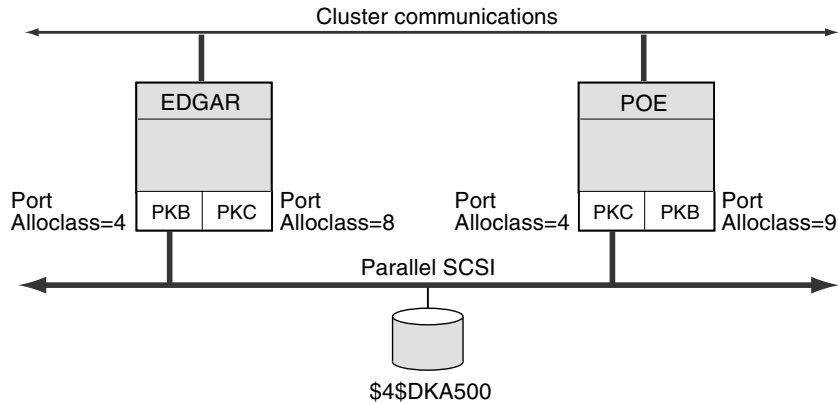 Cluster communications
EDGAR
POE
Port
Alloclass=4
PKB
PKC
Port
Alloclass=8
Port
Alloclass=4
PKC
PKB
Port
Alloclass=9
Parallel SCSI
$4$DKA500